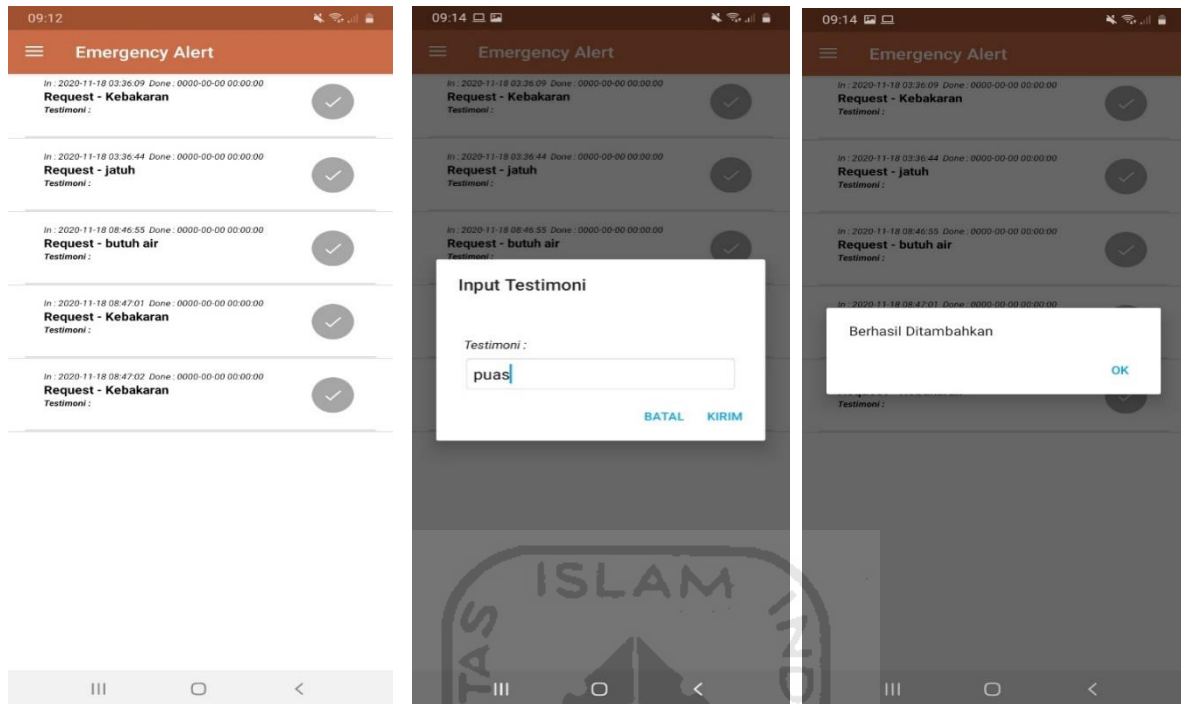 09:12
Emergency Alert
In : 2020-11-18 03:36:09 Done : 0000-00-00 00:00:00
Request - Kebakaran
Testimoni :
In : 2020-11-18 03:36:44 Done : 0000-00-00 00:00:00
Request - jatuh
Testimoni :
In : 2020-11-18 08:46:55 Done : 0000-00-00 00:00:00
Request - butuh air
Testimoni :
In : 2020-11-18 08:47:01 Done : 0000-00-00 00:00:00
Request - Kebakaran
Testimoni :
In : 2020-11-18 08:47:02 Done : 0000-00-00 00:00:00
Request - Kebakaran
Testimoni :
09:14
Emergency Alert
In : 2020-11-18 03:36:09 Done : 0000-00-00 00:00:00
Request - Kebakaran
Testimoni :
In : 2020-11-18 03:36:44 Done : 0000-00-00 00:00:00
Request - jatuh
Testimoni :
In : 2020-11-18 08:46:55 Done : 0000-00-00 00:00:00
Request - butuh air
Testimoni :
Input Testimoni
Testimoni :
puas
BATAL KIRIM
ISLAM
TAS
09:14
Emergency Alert
In : 2020-11-18 03:36:09 Done : 0000-00-00 00:00:00
Request - Kebakaran
Testimoni :
In : 2020-11-18 03:36:44 Done : 0000-00-00 00:00:00
Request - jatuh
Testimoni :
In : 2020-11-18 08:46:55 Done : 0000-00-00 00:00:00
Request - butuh air
Testimoni :
In : 2020-11-18 08:47:01 Done : 0000-00-00 00:00:00
Berhasil Ditambahkan
OK
Testimoni :